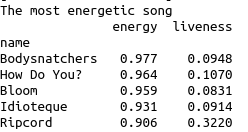 The most energetic song
energy liveness
name
Bodysnatchers 0.977 0.0948
How Do You? 0.964 0.1070
Bloom 0.959 0.0831
Idioteque 0.931 0.0914
Ripcord 0.906 0.3220